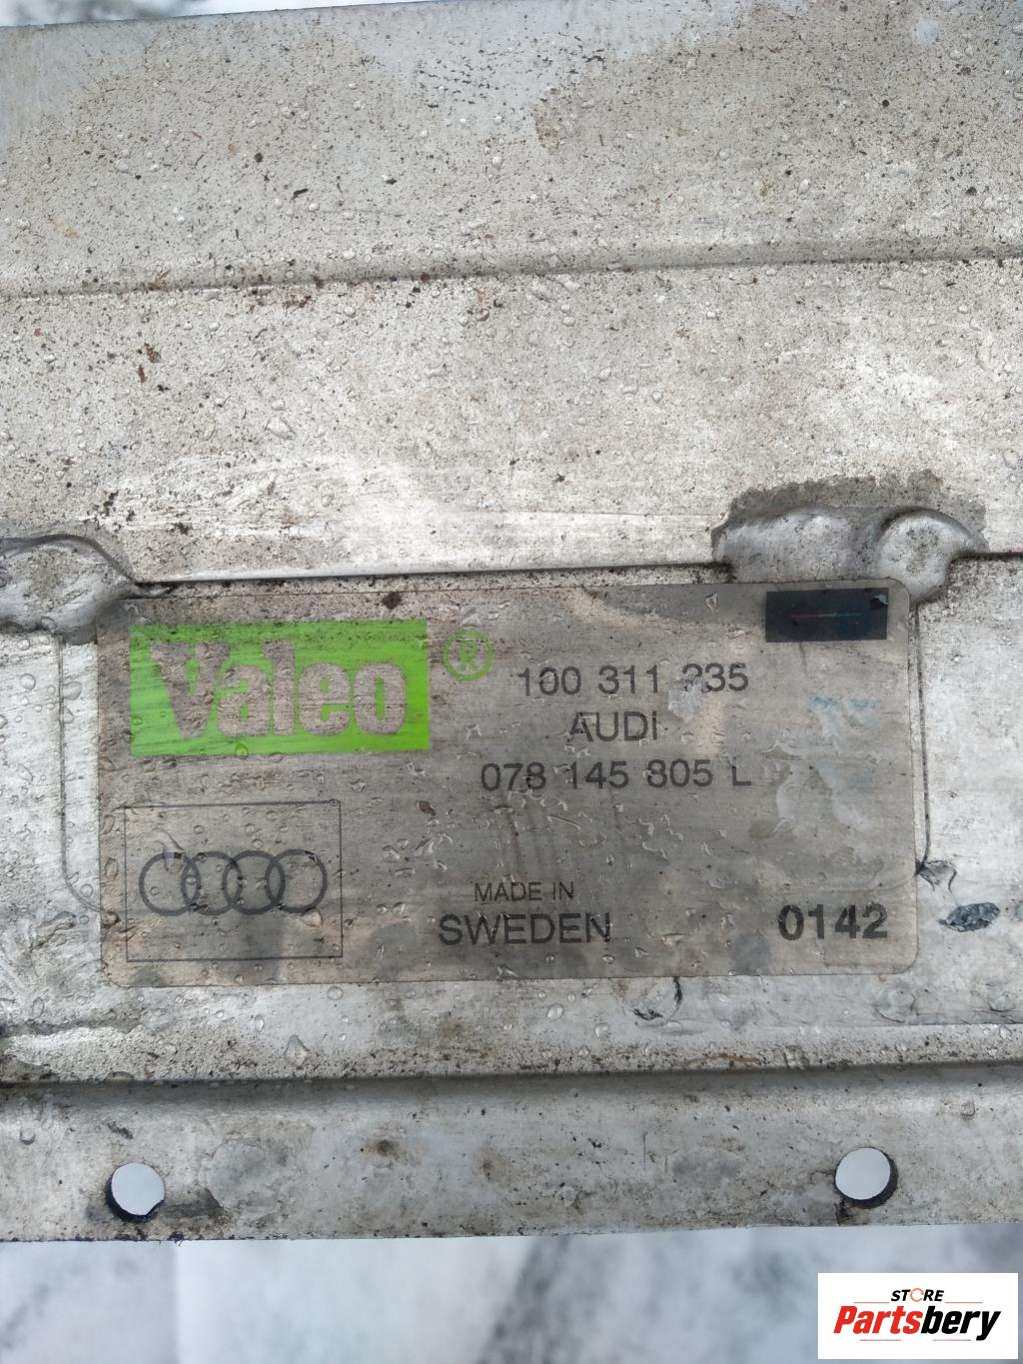 Valeo®
100 311 235
AUDI
078 145 805 L
MADE IN
SWEDEN
0142
STORE
Partsbery